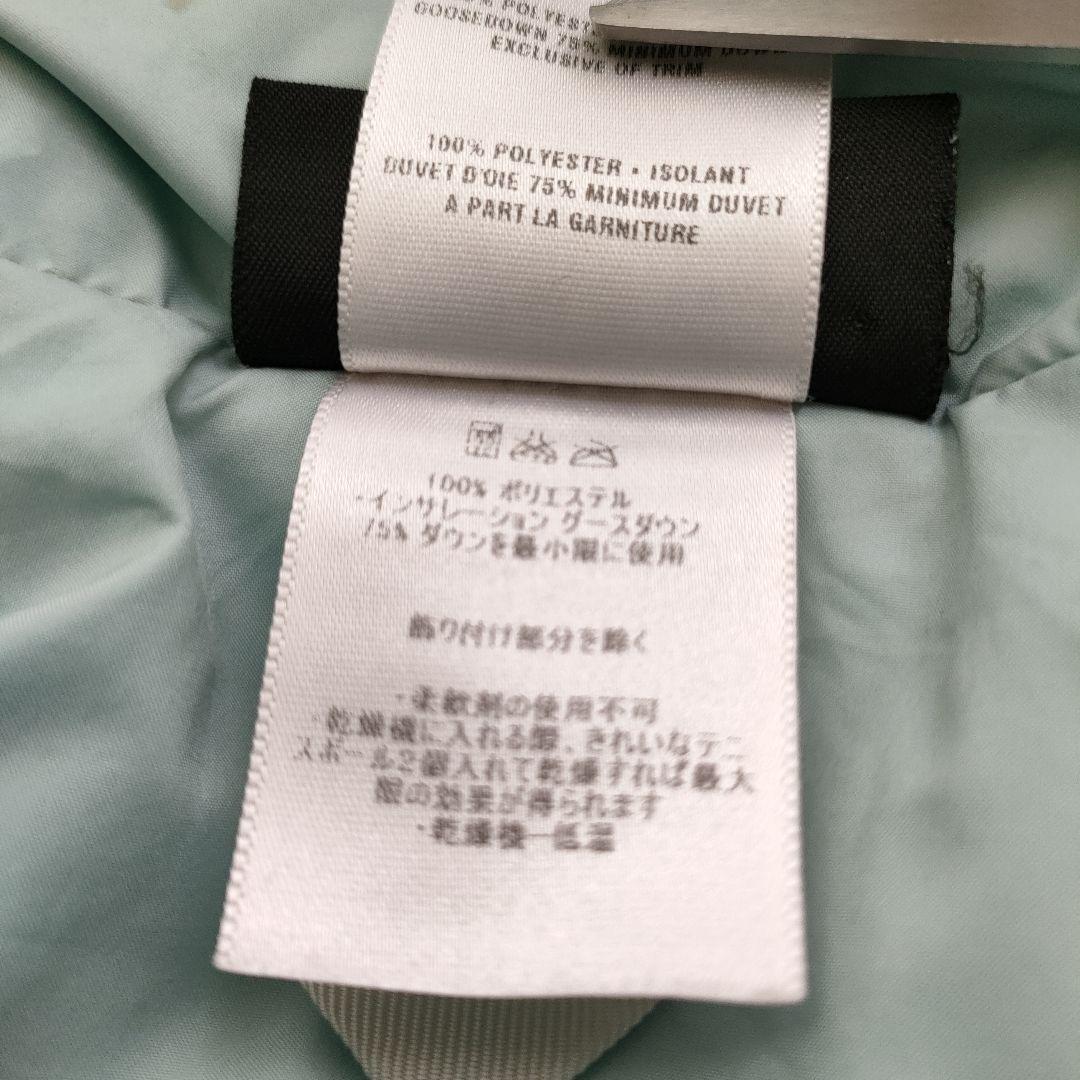 % POLYEST
GOOSEDOWN 75% MINIMUM DOWN
EXCLUSIVE OF TRIM
100% POLYESTER • ISOLANT
DUVET D'OIE 75% MINIMUM DUVET
A PART LA GARNITURE
100% ポリエステル
・インサレーション グースダウン
75% ダウンを最小限に使用
飾り付け部分を除く
・柔軟剤の使用不可
・乾燥機に入れる際、きれいなテニ
スボール2個入れて乾燥すれば最大
限の効果が得られます
・乾燥機ー低温